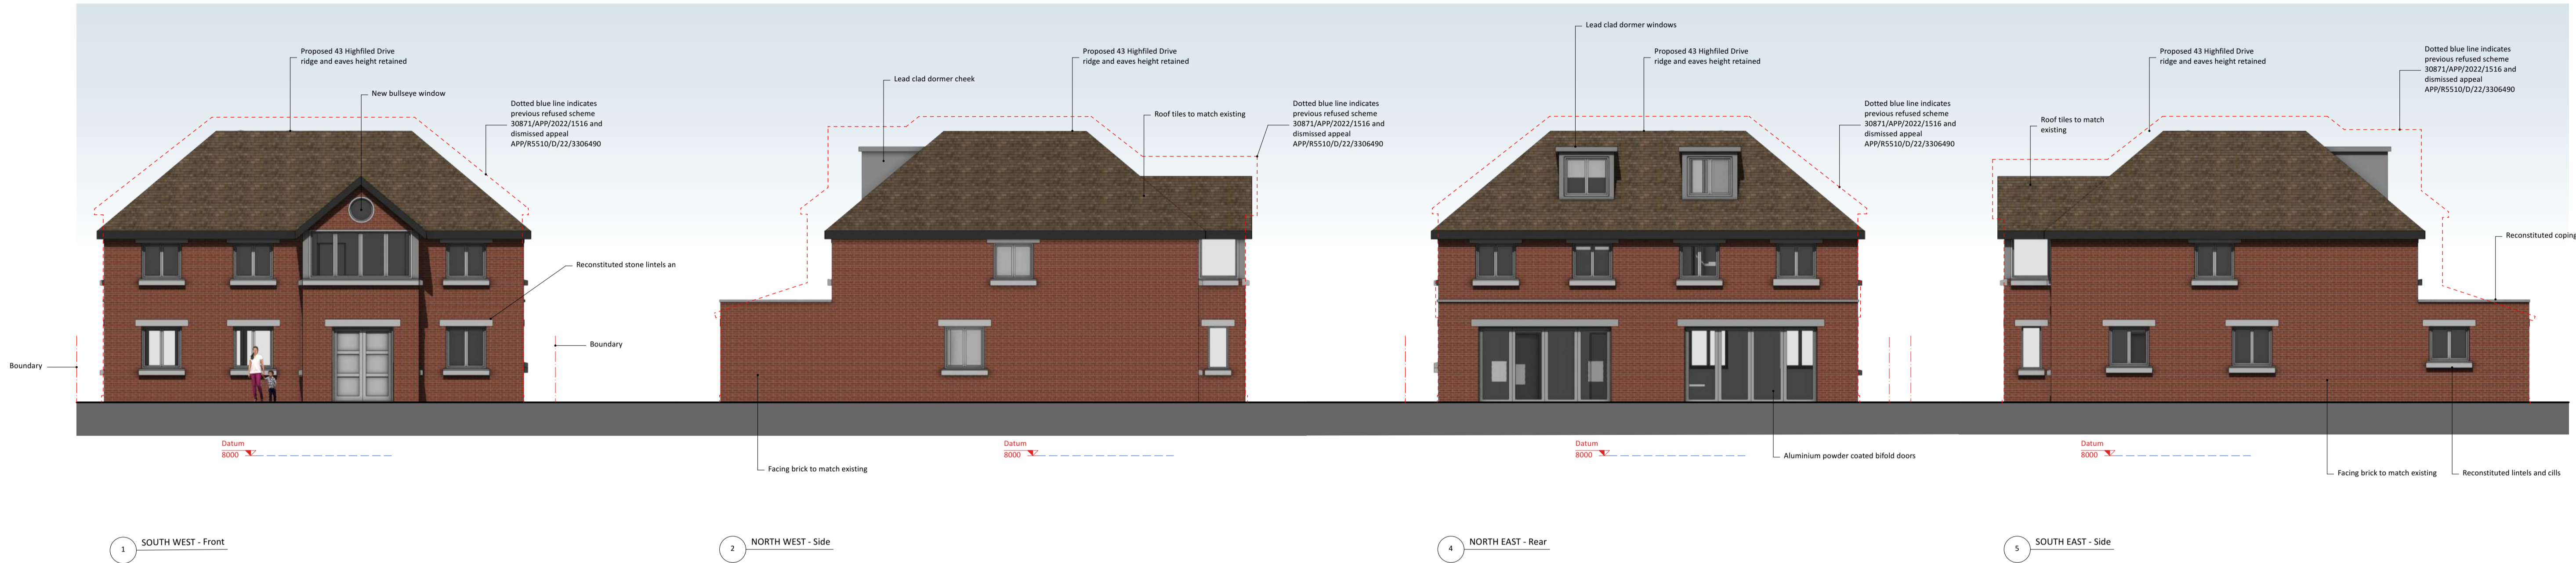 Proposed 43 Highfiled Drive
ridge and eaves height retained
New bullseye window
Dotted blue line indicates
previous refused scheme
30871/APP/2022/1516 and
dismissed appeal
APP/R5510/D/22/3306490
Reconstituted stone lintels an
Boundary
Boundary
Datum
8000
1
SOUTH WEST - Front
Proposed 43 Highfiled Drive
ridge and eaves height retained
Lead clad dormer cheek
Roof tiles to match existing
Dotted blue line indicates
previous refused scheme
30871/APP/2022/1516 and
dismissed appeal
APP/R5510/D/22/3306490
Datum
8000
Facing brick to match existing
2
NORTH WEST - Side
Lead clad dormer windows
Proposed 43 Highfiled Drive
ridge and eaves height retained
Dotted blue line indicates
previous refused scheme
30871/APP/2022/1516 and
dismissed appeal
APP/R5510/D/22/3306490
Datum
8000
Aluminium powder coated bifold doors
4
NORTH EAST - Rear
Proposed 43 Highfiled Drive
ridge and eaves height retained
Dotted blue line indicates
previous refused scheme
30871/APP/2022/1516 and
dismissed appeal
APP/R5510/D/22/3306490
Roof tiles to match
existing
Reconstituted coping
Datum
8000
Facing brick to match existing
Reconstituted lintels and cills
5
SOUTH EAST - Side